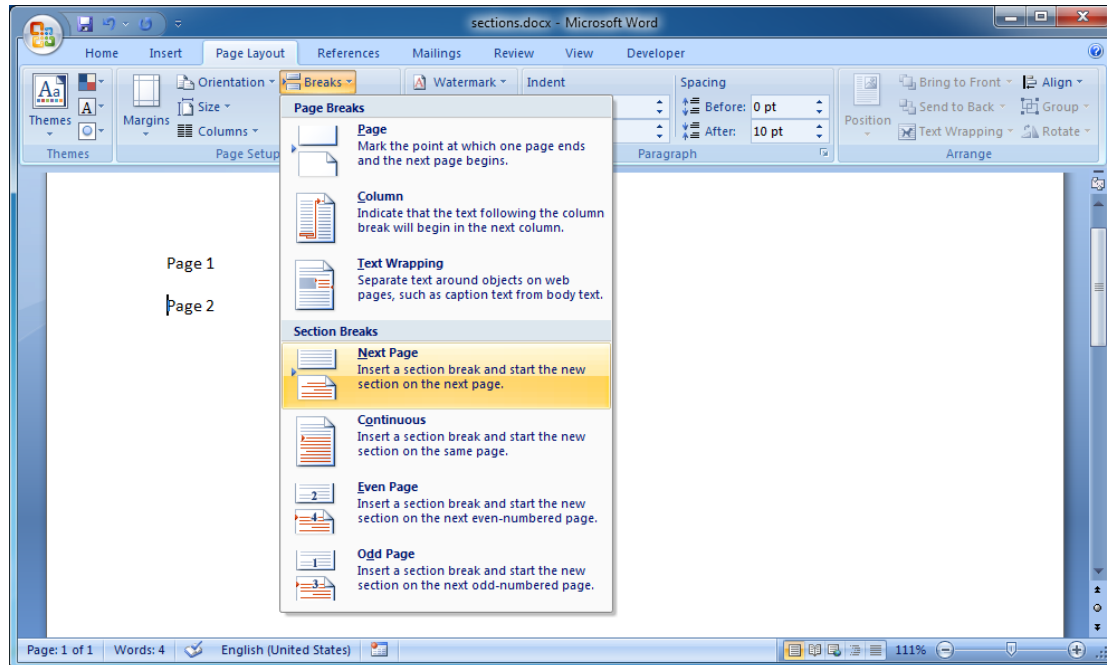 sections.docx - Microsoft Word
Home Insert Page Layout References Mailings Review View Developer
Aa
Themes
A
Themes
Margins
Orientation
Size
Columns
Page Setup
Breaks
Watermark
Indent
Spacing
Before: 0 pt
After: 10 pt
Paragraph
Position
Bring to Front
Send to Back
Text Wrapping
Align
Group
Rotate
Arrange
Page Breaks
Page
Mark the point at which one page ends
and the next page begins.
Column
Indicate that the text following the column
break will begin in the next column.
Text Wrapping
Separate text around objects on web
pages, such as caption text from body text.
Section Breaks
Next Page
Insert a section break and start the new
section on the next page.
Continuous
Insert a section break and start the new
section on the same page.
2
4
Even Page
Insert a section break and start the new
section on the next even-numbered page.
1
3
Odd Page
Insert a section break and start the new
section on the next odd-numbered page.
Page 1
Page 2
Page: 1 of 1 Words: 4 English (United States) 111%